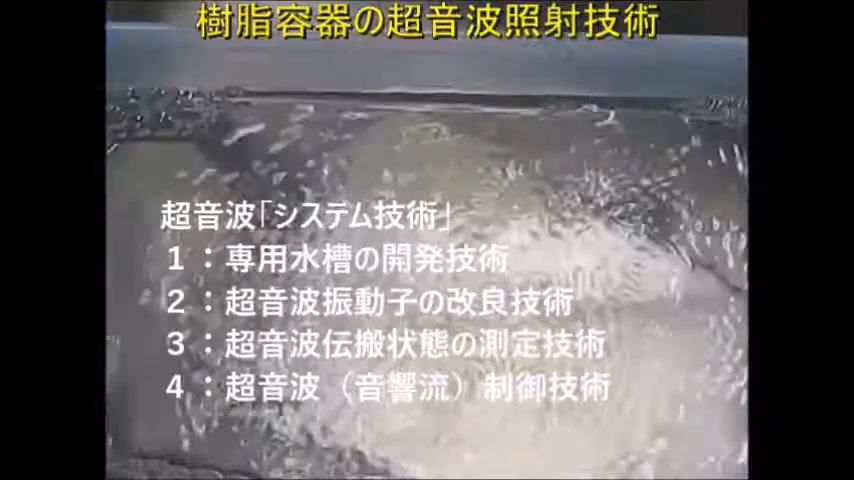 樹脂容器の超音波照射技術
超音波「システム技術」
１：専用水槽の開発技術
２：超音波振動子の改良技術
３：超音波伝搬状態の測定技術
４：超音波（音響流）制御技術